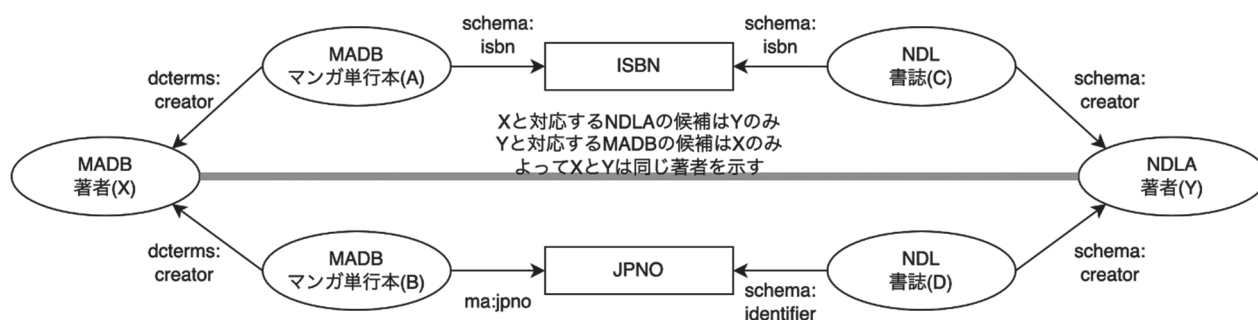 schema:
isbn
schema:
isbn
MADB
マンガ単行本(A)
ISBN
NDL
書誌(C)
dcterms:
creator
schema:
creator
Xと対応するNDLAの候補はYのみ
Yと対応するMADBの候補はXのみ
よってXとYは同じ著者を示す
MADB
著者(X)
NDLA
著者(Y)
dcterms:
creator
MADB
マンガ単行本(B)
JPNO
NDL
書誌(D)
schema:
creator
ma:jpno
schema:
identifier